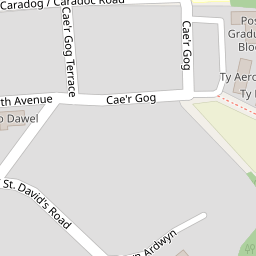 Caradog / Caradoc Road
Cae'r Gog Terrace
Cae'r Gog
Pos
Gradu
Bloc
Ty Aero
Ty
th Avenue
Cae'r Gog
Dawel
St. David's Road
Ardwyn